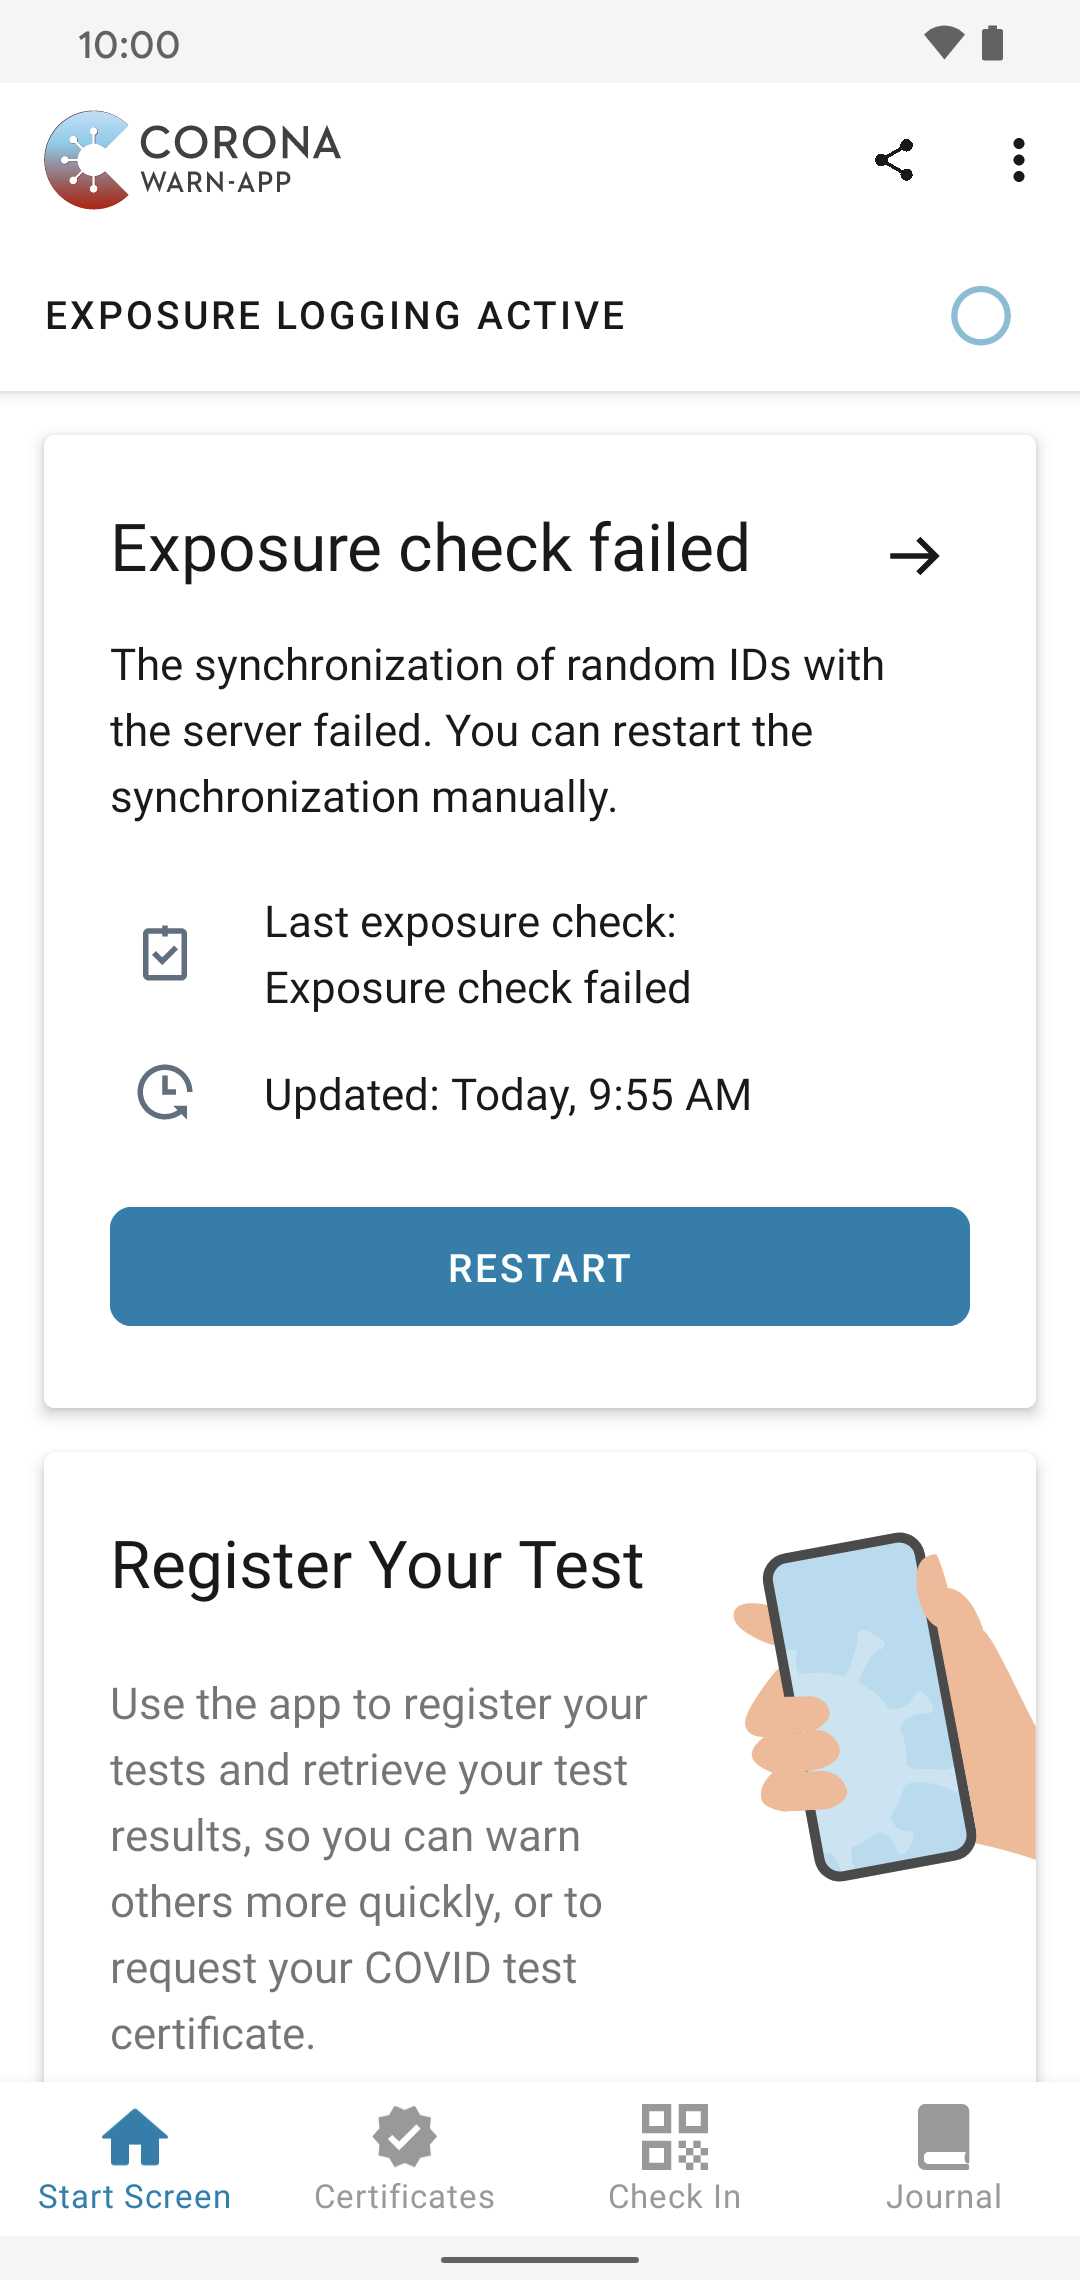 10:00
CORONA
WARN-APP
EXPOSURE LOGGING ACTIVE
Exposure check failed
The synchronization of random IDs with
the server failed. You can restart the
synchronization manually.
Last exposure check:
Exposure check failed
Updated: Today, 9:55 AM
RESTART
Register Your Test
Use the app to register your
tests and retrieve your test
results, so you can warn
others more quickly, or to
request your COVID test
certificate.
Start Screen
Certificates
Check In
Journal